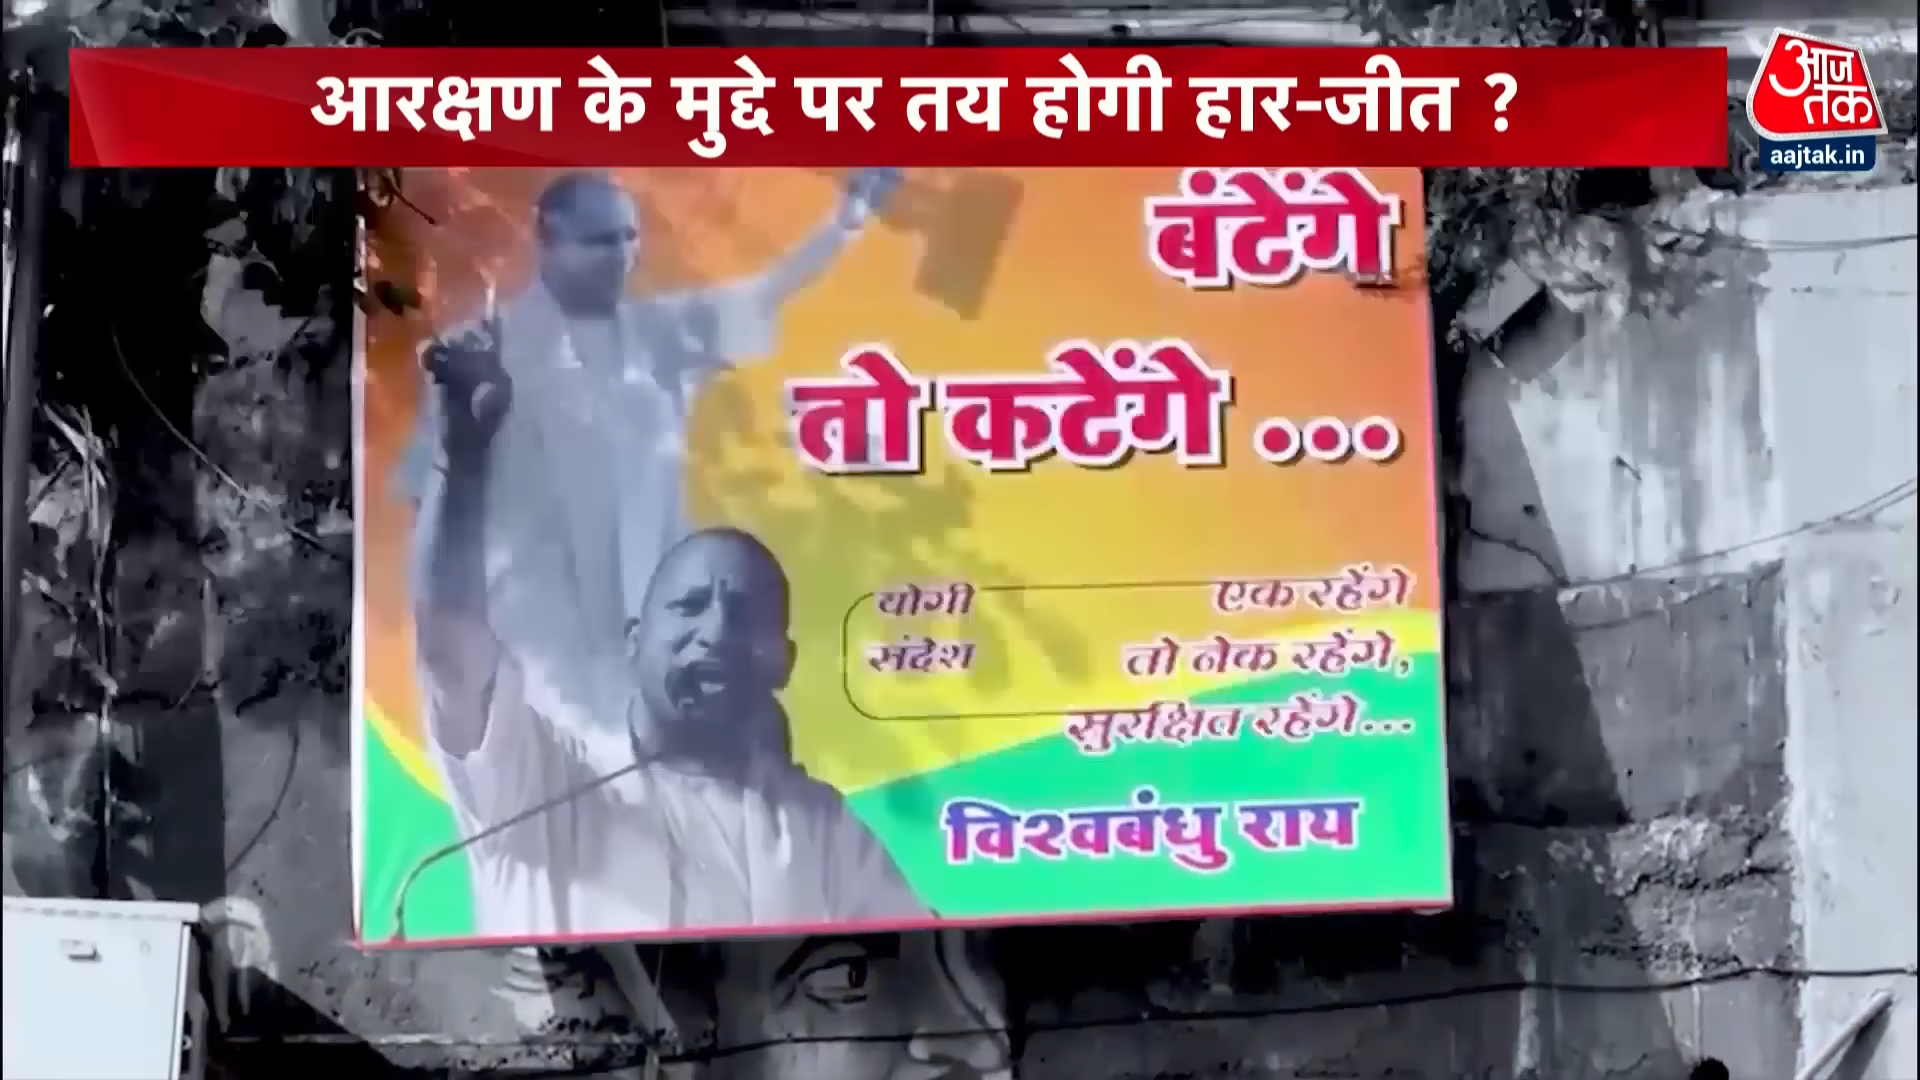 आरक्षण के मुद्दे पर तय होगी हार-जीत ?
आज
तक
aajtak.in
बंटेंगे
तो कटेंगे ...
योगी
संदेश
एक रहेंगे
तो नेक रहेंगे,
सुरक्षित रहेंगे...
विश्वबंधु राय